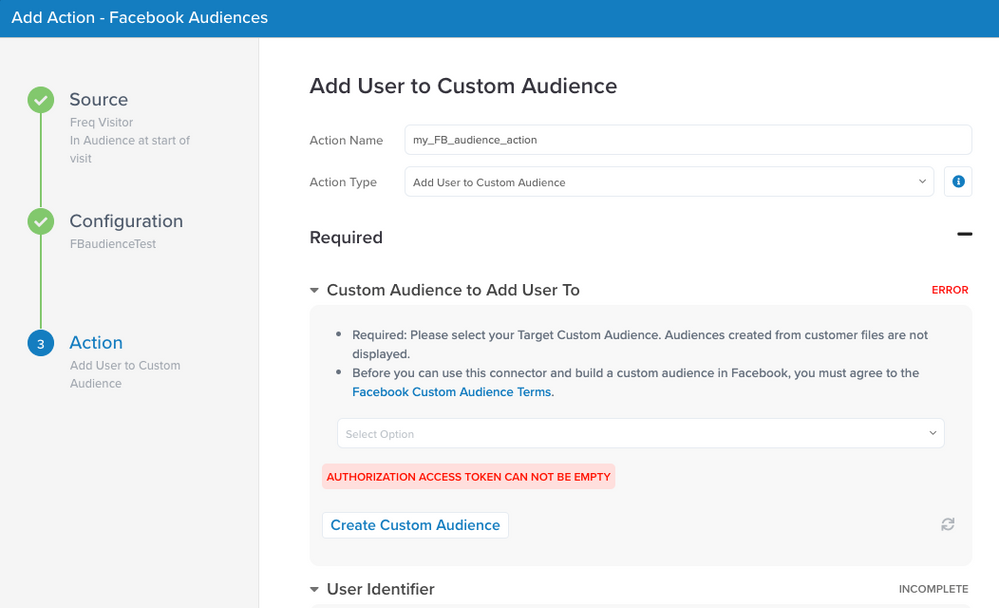 Add Action - Facebook Audiences
Source
Freq Visitor
In Audience at start of
visit
Configuration
FBaudienceTest
3
Action
Add User to Custom
Audience
Add User to Custom Audience
Action Name
my_FB_audience_action
Action Type
Add User to Custom Audience
Required
Custom Audience to Add User To
ERROR
• Required: Please select your Target Custom Audience. Audiences created from customer files are not
displayed.
• Before you can use this connector and build a custom audience in Facebook, you must agree to the
Facebook Custom Audience Terms.
Select Option
AUTHORIZATION ACCESS TOKEN CAN NOT BE EMPTY
Create Custom Audience
User Identifier
INCOMPLETE